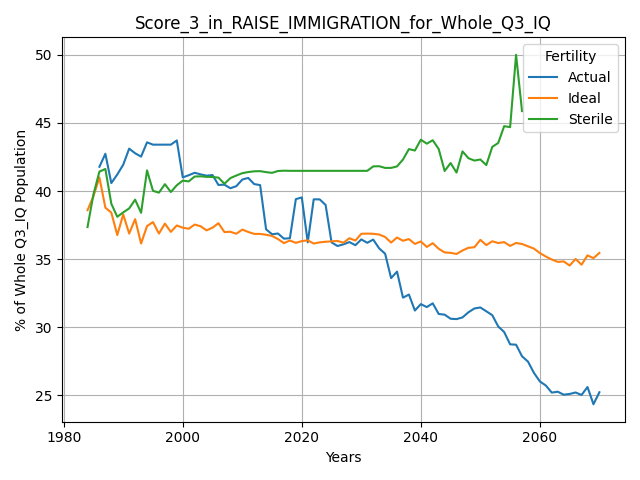 Score_3_in_RAISE_IMMIGRATION_for_Whole_Q3_IQ
% of Whole Q3_IQ Population
50
45
40
35
30
25
Fertility
Actual
Ideal
Sterile
1980
2000
2020
2040
2060
Years